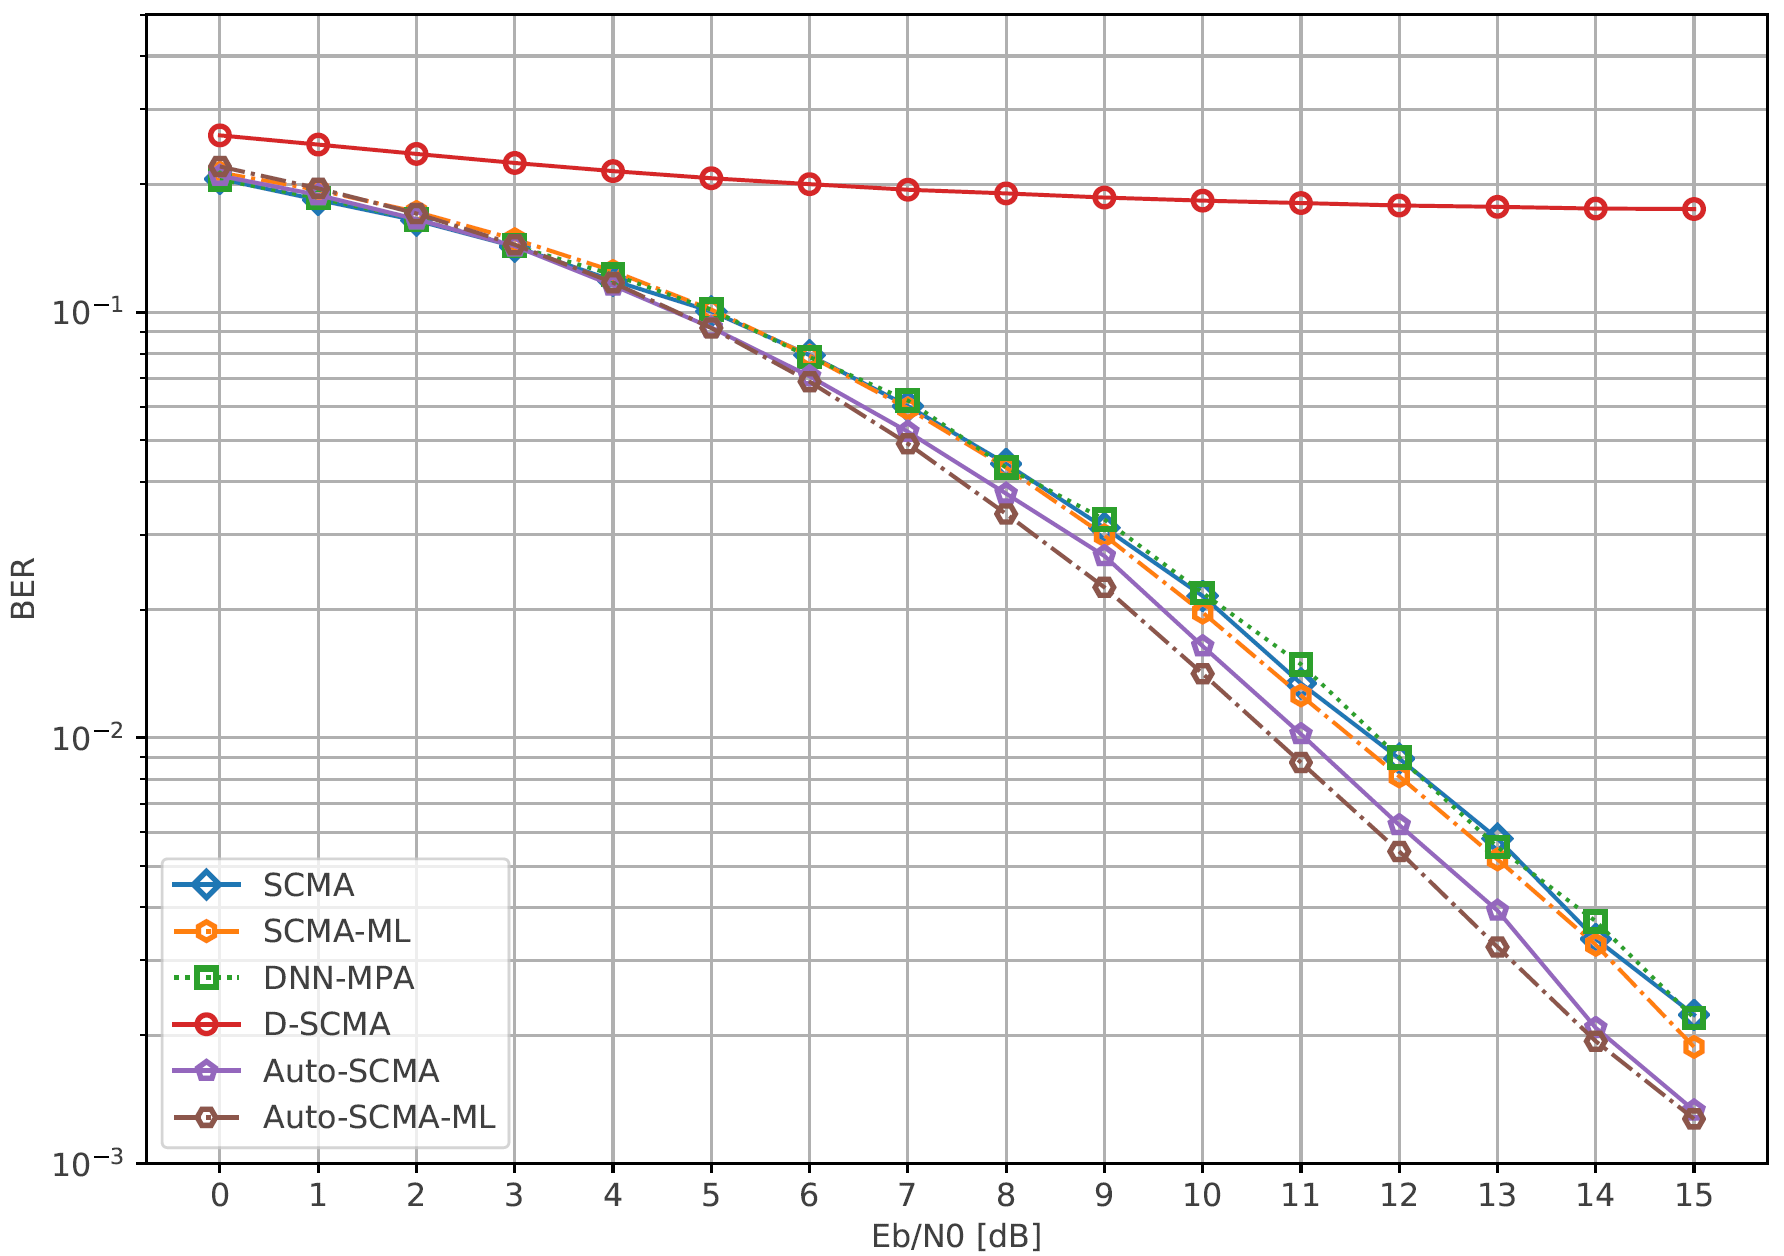 10⁻¹
10⁻²
10⁻³
BER
SCMA
SCMA-ML
DNN-MPA
D-SCMA
Auto-SCMA
Auto-SCMA-ML
0 1 2 3 4 5 6 7 8 9 10 11 12 13 14 15
Eb/N0 [dB]